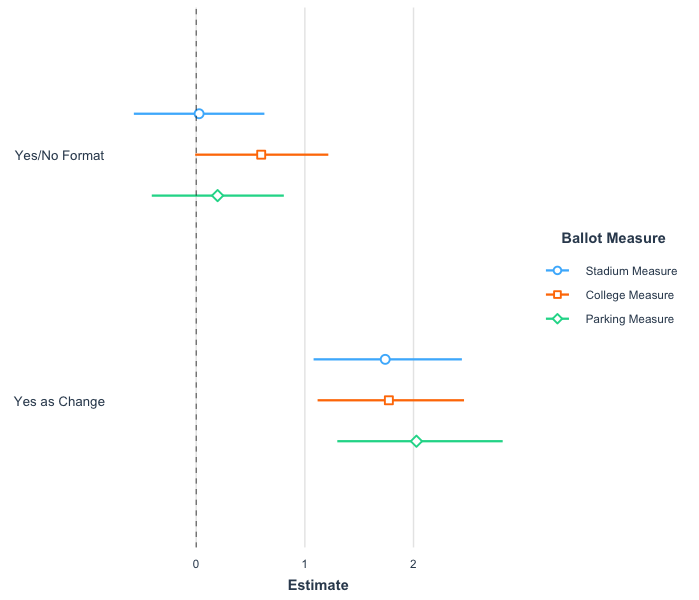 Yes/No Format
Ballot Measure
Stadium Measure
College Measure
Parking Measure
Yes as Change
0 1 2
Estimate